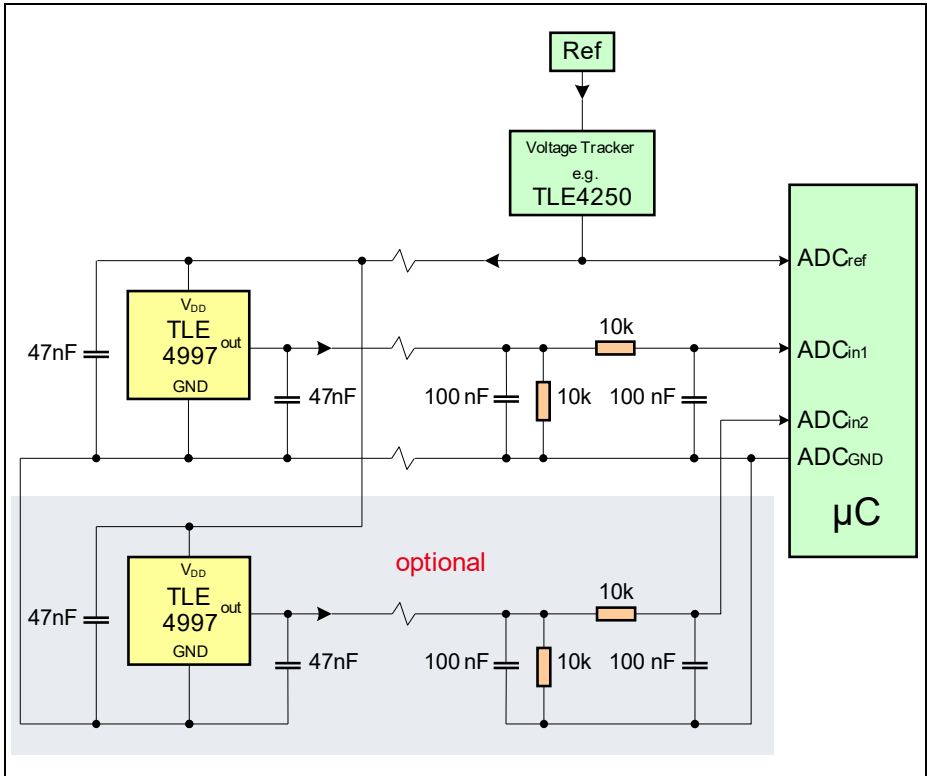 Ref
Voltage Tracker
e.g.
TLE4250
ADCref
VDD
TLE
4997
out
GND
47nF
47nF
100 nF
10k
10k
100 nF
ADCin1
ADCin2
ADCGND
µC
optional
VDD
TLE
4997
out
GND
47nF
47nF
100 nF
10k
10k
100 nF